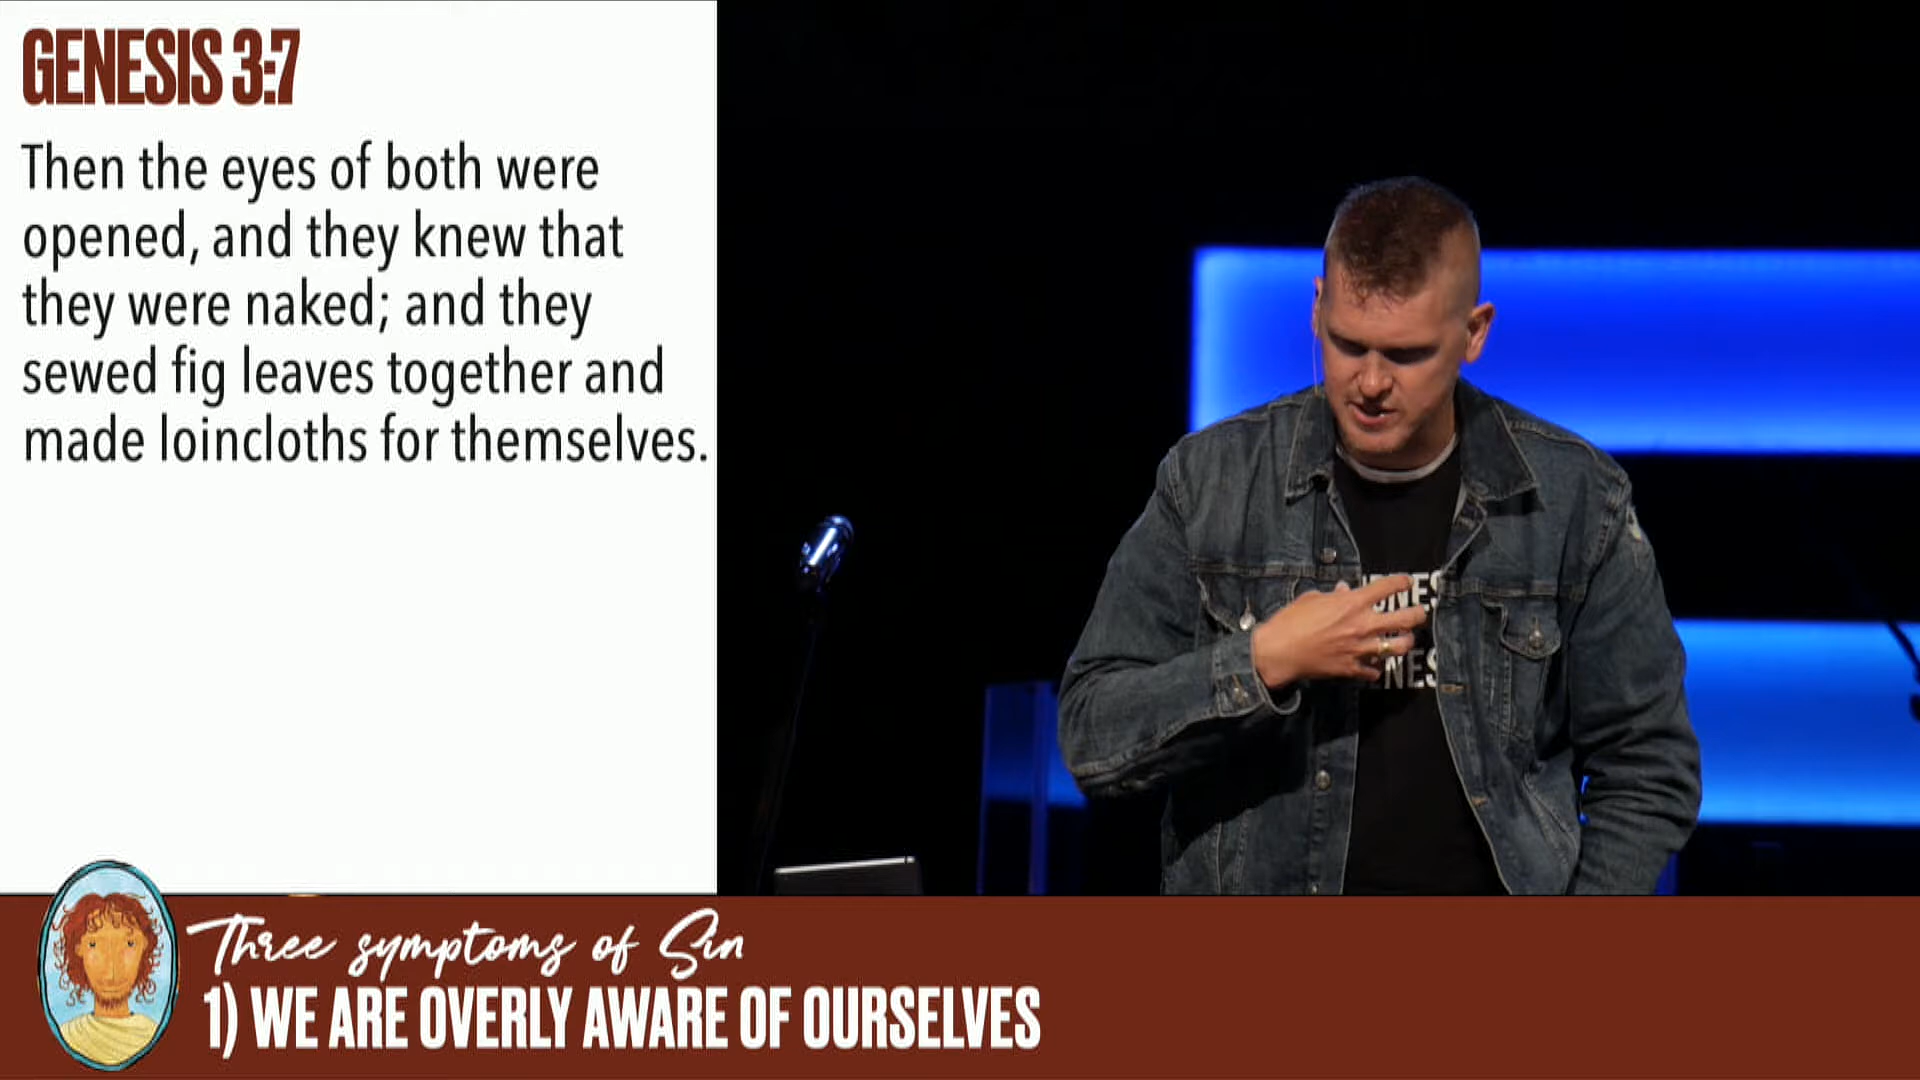 GENESIS 3:7
Then the eyes of both were
opened, and they knew that
they were naked; and they
sewed fig leaves together and
made loincloths for themselves.
Three symptoms of Sin
1) WE ARE OVERLY AWARE OF OURSELVES